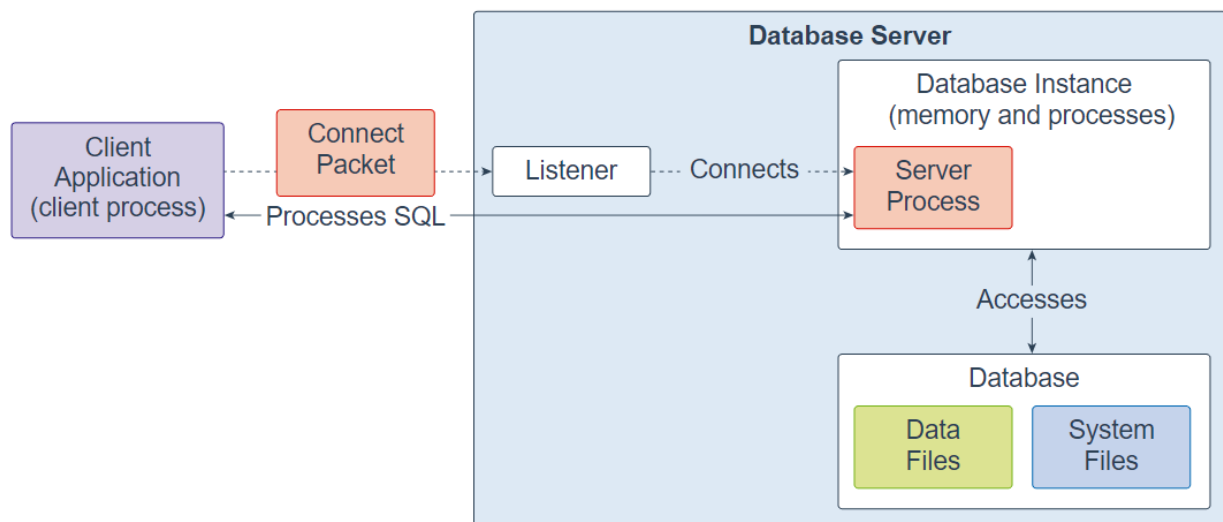 Database Server
Database Instance
(memory and processes)
Client
Application
(client process)
Connect
Packet
Listener
Connects
Server
Process
Processes SQL
Accesses
Database
Data
Files
System
Files